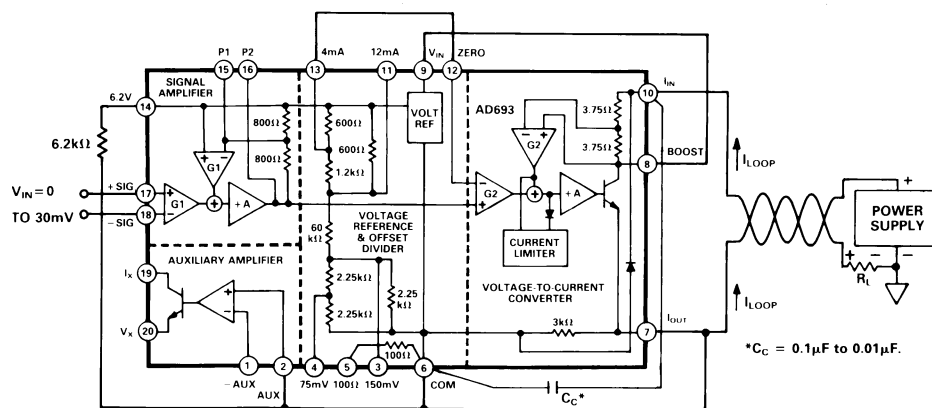 P1 P2 4mA 12mA VIN ZERO
15 16 13 11 9 12
IIN
SIGNAL AMPLIFIER
6.2V 14
6.2kΩ
800Ω
800Ω
G1
600Ω
600Ω
1.2kΩ
VOLT REF
AD693
G2
3.75Ω
3.75Ω
10
8 BOOST
ILOOP
VIN = 0 TO 30mV
+ SIG 17
− SIG 18
G1 + A
G2 + A
CURRENT LIMITER
60 kΩ
VOLTAGE REFERENCE & OFFSET DIVIDER
VOLTAGE-TO-CURRENT CONVERTER
POWER SUPPLY
RL
AUXILIARY AMPLIFIER
IX 19
VX 20
2.25kΩ
2.25kΩ
2.25 kΩ
3kΩ
IOUT
7
ILOOP
100Ω
1 2 4 5 3 6
− AUX AUX 75mV 100Ω 150mV COM
CC*
*CC = 0.1µF to 0.01µF.